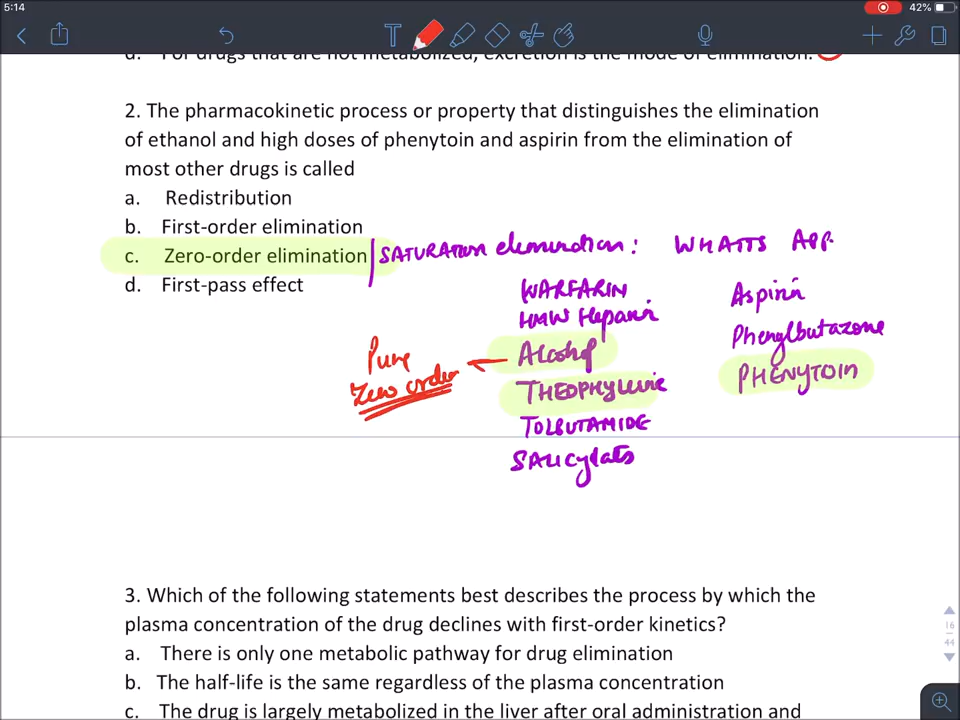 5:14
42%
T
d. For drugs that are not metabolized, excretion is the mode of elimination.
2. The pharmacokinetic process or property that distinguishes the elimination
of ethanol and high doses of phenytoin and aspirin from the elimination of
most other drugs is called
a. Redistribution
b. First-order elimination
c. Zero-order elimination
d. First-pass effect
SATURATION elemination : WHATTS APP
WARFARIN
HMW Heparin
Alcohol
THEOPHYLLINE
TOLBUTAMIDE
SALicylates
Aspirin
Phenylbutazone
PHENYTOIN
Pure
Zero order
3. Which of the following statements best describes the process by which the
plasma concentration of the drug declines with first-order kinetics?
a. There is only one metabolic pathway for drug elimination
b. The half-life is the same regardless of the plasma concentration
c. The drug is largely metabolized in the liver after oral administration and
16
44